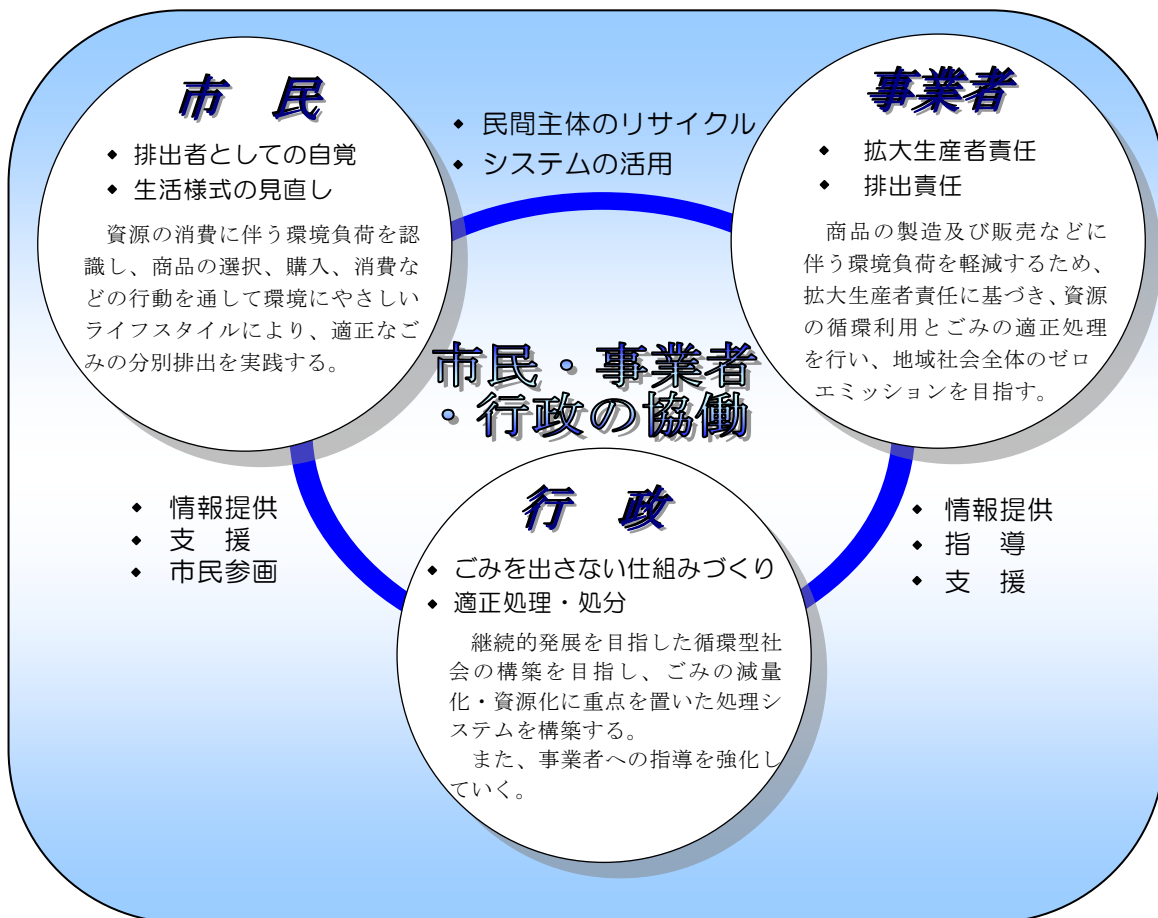 市　民
◆ 排出者としての自覚
◆ 生活様式の見直し
　資源の消費に伴う環境負荷を認
識し、商品の選択、購入、消費な
どの行動を通して環境にやさしい
ライフスタイルにより、適正なご
みの分別排出を実践する。
◆ 民間主体のリサイクル
◆ システムの活用
事業者
◆ 拡大生産者責任
◆ 排出責任
　商品の製造及び販売などに
伴う環境負荷を軽減するため、
拡大生産者責任に基づき、資源
の循環利用とごみの適正処理
を行い、地域社会全体のゼロ
エミッションを目指す。
市民・事業者
・行政の協働
◆ 情報提供
◆ 支　援
◆ 市民参画
行　政
◆ ごみを出さない仕組みづくり
◆ 適正処理・処分
　継続的発展を目指した循環型社
会の構築を目指し、ごみの減量
化・資源化に重点を置いた処理シ
ステムを構築する。
　また、事業者への指導を強化し
ていく。
◆ 情報提供
◆ 指　導
◆ 支　援